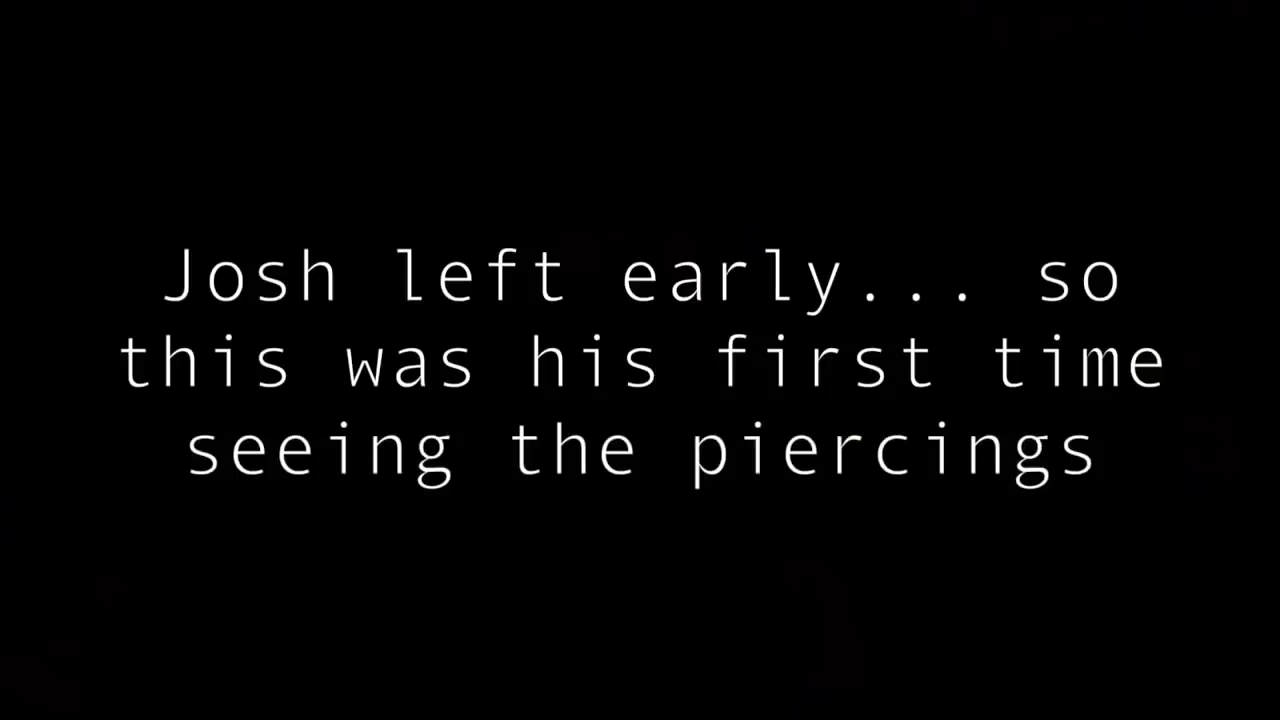 Josh left early... so
this was his first time
seeing the piercings